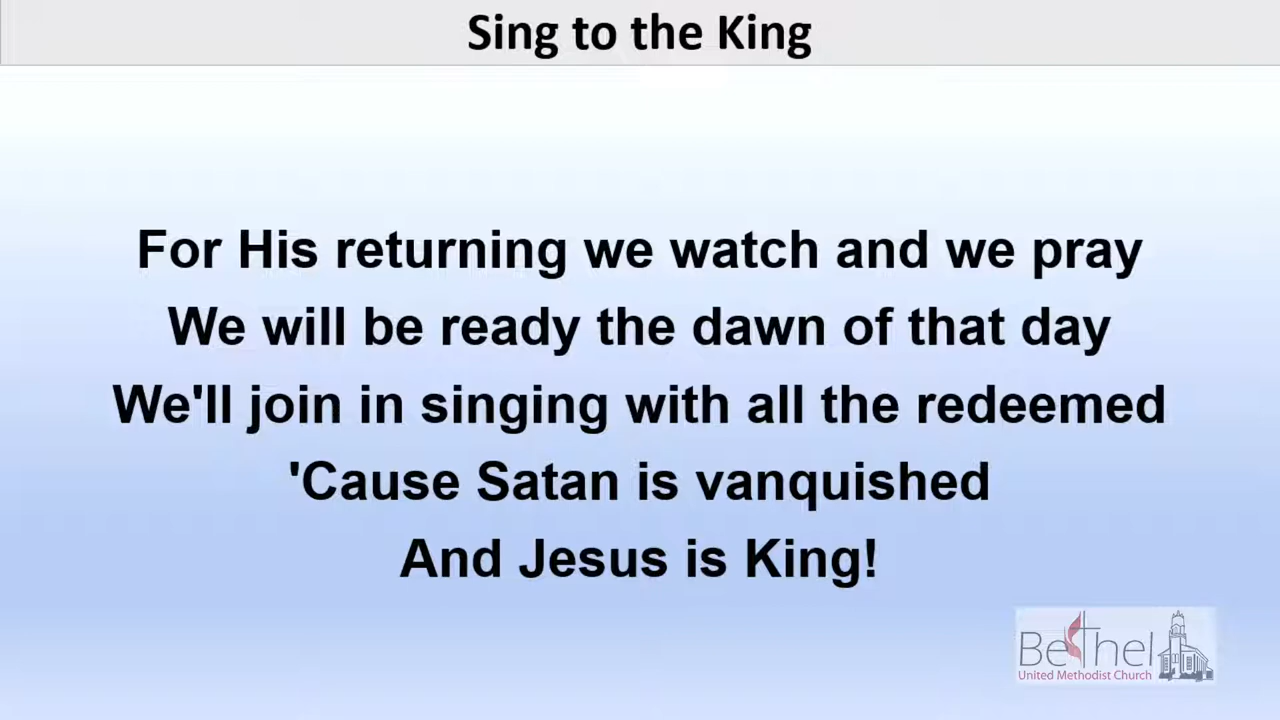 Sing to the King
For His returning we watch and we pray
We will be ready the dawn of that day
We'll join in singing with all the redeemed
'Cause Satan is vanquished
And Jesus is King!
Bethel
United Methodist Church